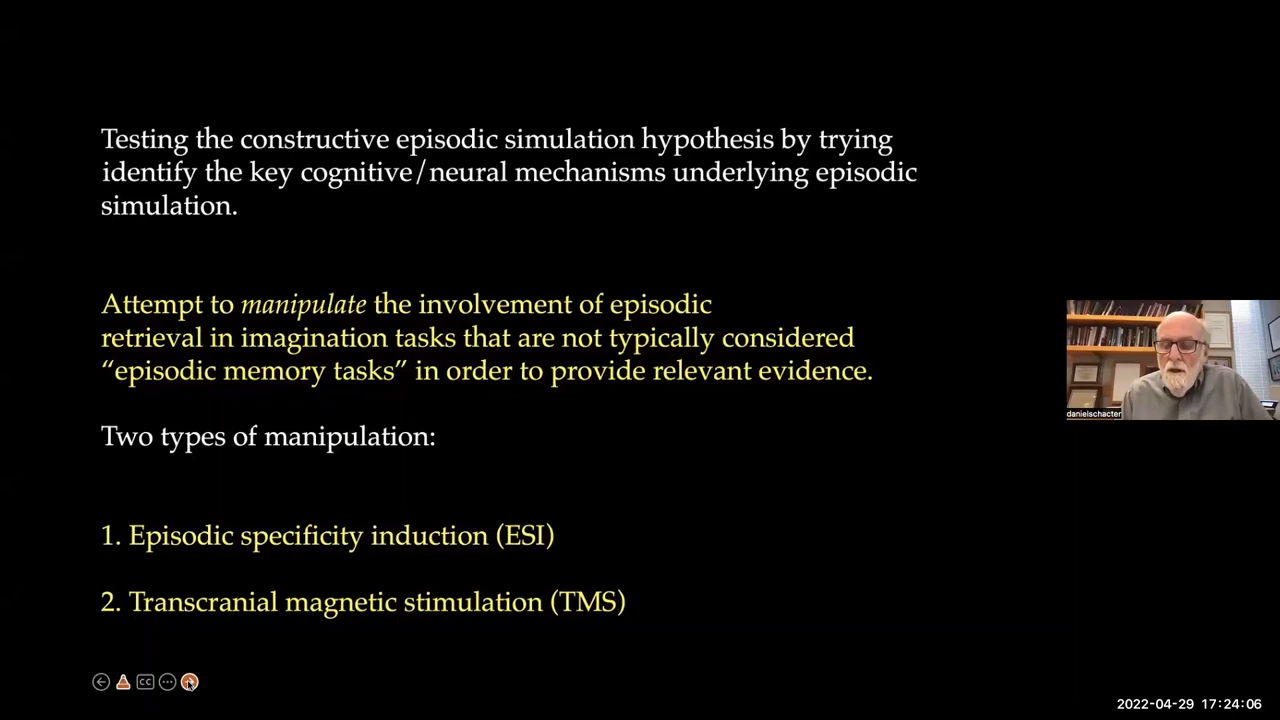 Testing the constructive episodic simulation hypothesis by trying
identify the key cognitive/neural mechanisms underlying episodic
simulation.
Attempt to manipulate the involvement of episodic
retrieval in imagination tasks that are not typically considered
“episodic memory tasks” in order to provide relevant evidence.
danielschacter
Two types of manipulation:
1. Episodic specificity induction (ESI)
2. Transcranial magnetic stimulation (TMS)
CC
2022-04-29 17:24:06